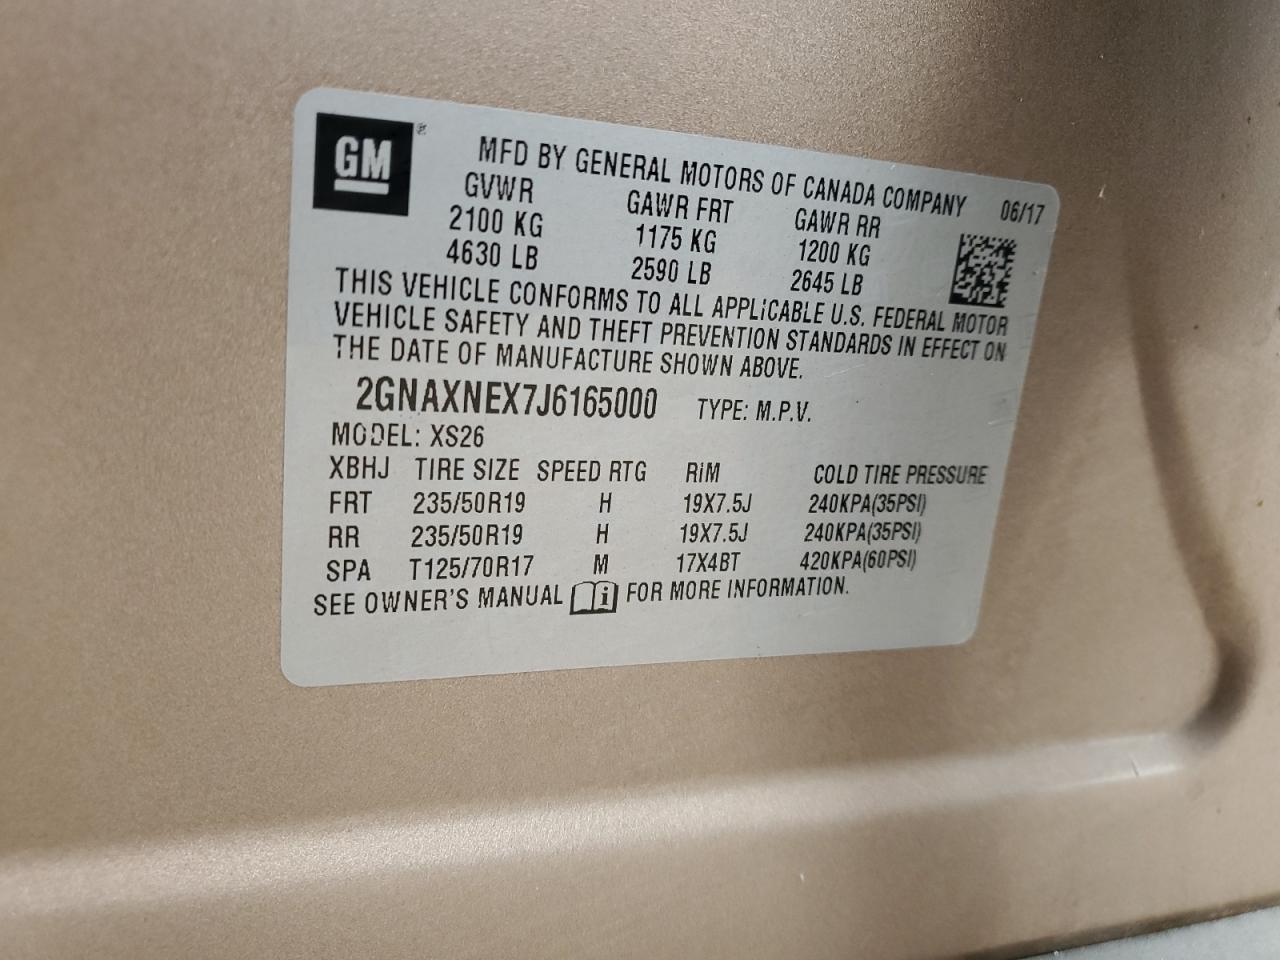 GM ®
MFD BY GENERAL MOTORS OF CANADA COMPANY 06/17
GVWR GAWR FRT GAWR RR
2100 KG 1175 KG 1200 KG
4630 LB 2590 LB 2645 LB
THIS VEHICLE CONFORMS TO ALL APPLICABLE U.S. FEDERAL MOTOR
VEHICLE SAFETY AND THEFT PREVENTION STANDARDS IN EFFECT ON
THE DATE OF MANUFACTURE SHOWN ABOVE.
2GNAXNEX7J6165000 TYPE: M.P.V.
MODEL: XS26
XBHJ TIRE SIZE SPEED RTG RIM COLD TIRE PRESSURE
FRT 235/50R19 H 19X7.5J 240KPA(35PSI)
RR 235/50R19 H 19X7.5J 240KPA(35PSI)
SPA T125/70R17 M 17X4BT 420KPA(60PSI)
SEE OWNER'S MANUAL i FOR MORE INFORMATION.